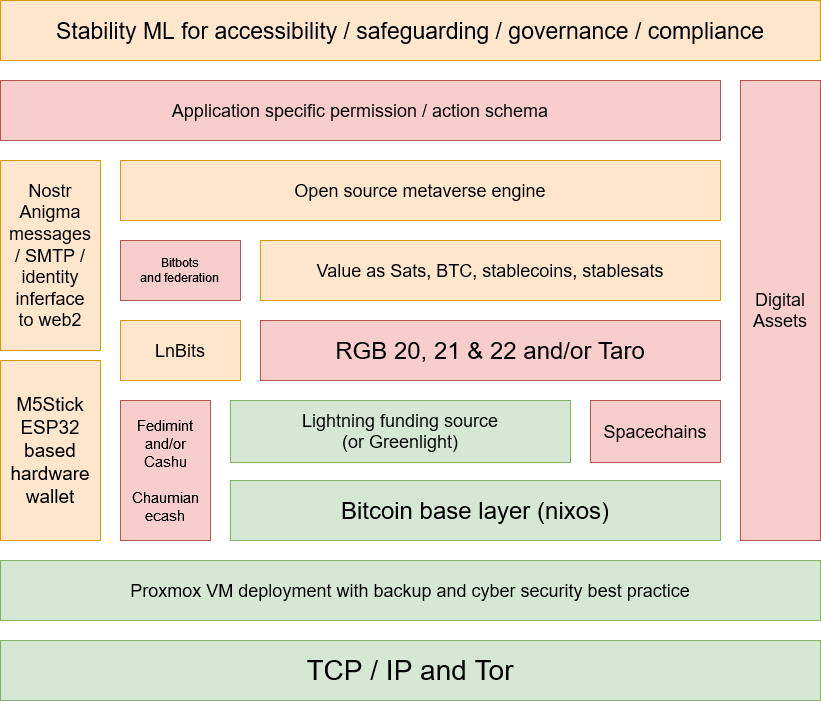 Stability ML for accessibility / safeguarding / governance / compliance
Application specific permission / action schema
Nostr
Anigma
messages
/ SMTP /
identity
inferface
to web2
Open source metaverse engine
Bitbots
and federation
Value as Sats, BTC, stablecoins, stablesats
Digital
Assets
LnBits
RGB 20, 21 & 22 and/or Taro
M5Stick
ESP32
based
hardware
wallet
Fedimint
and/or
Cashu
Chaumian
ecash
Lightning funding source
(or Greenlight)
Spacechains
Bitcoin base layer (nixos)
Proxmox VM deployment with backup and cyber security best practice
TCP / IP and Tor